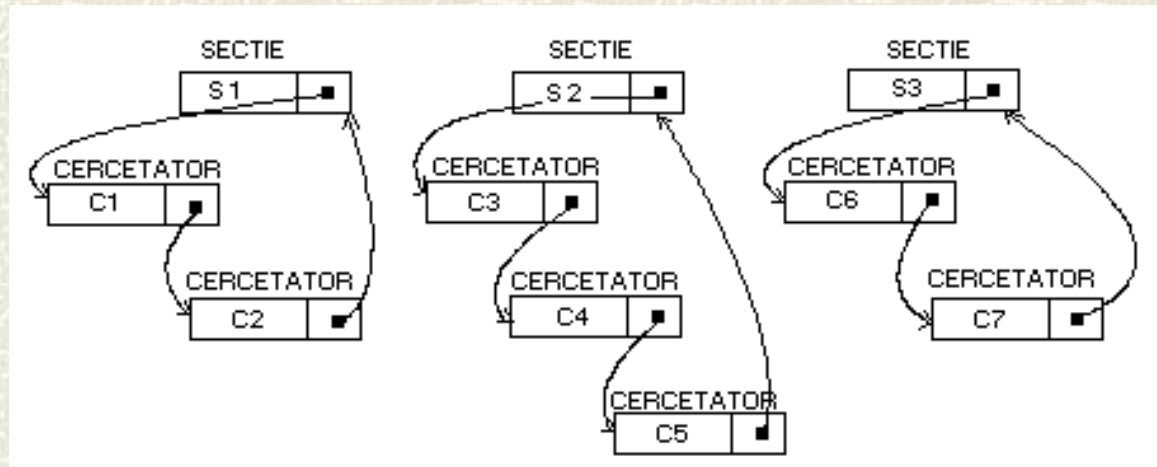 SECTIE SECTIE SECTIE
S1 S2 S3
CERCETATOR CERCETATOR CERCETATOR
C1 C3 C6
CERCETATOR CERCETATOR CERCETATOR
C2 C4 C7
CERCETATOR
C5